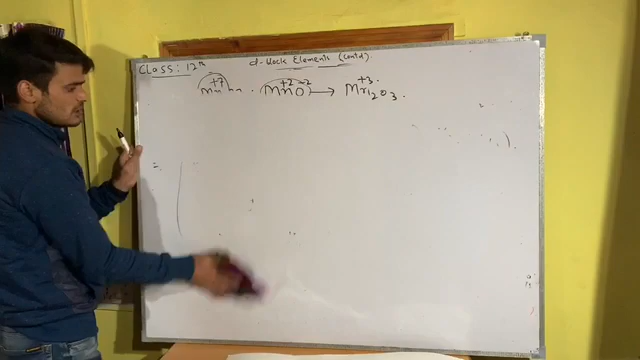 Class: 12th
d-block Elements (contd).
+7 +2 -2 +3
Mn MnO → Mn2O3.